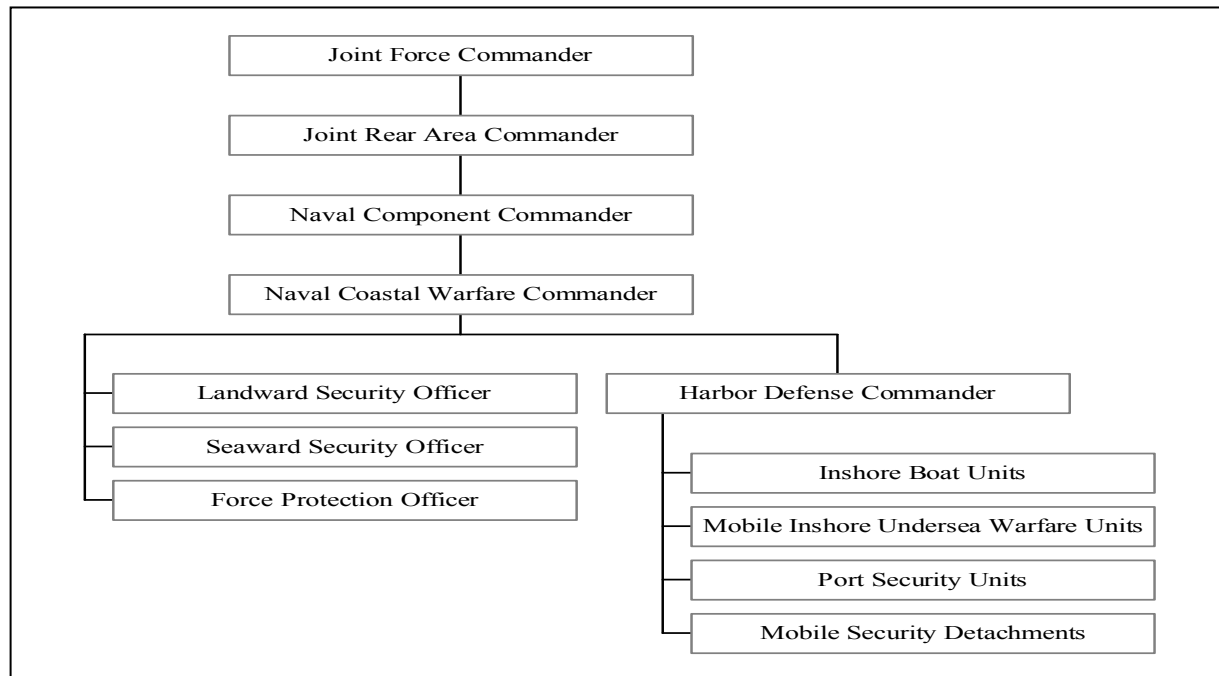 Joint Force Commander
Joint Rear Area Commander
Naval Component Commander
Naval Coastal Warfare Commander
Landward Security Officer
Seaward Security Officer
Force Protection Officer
Harbor Defense Commander
Inshore Boat Units
Mobile Inshore Undersea Warfare Units
Port Security Units
Mobile Security Detachments